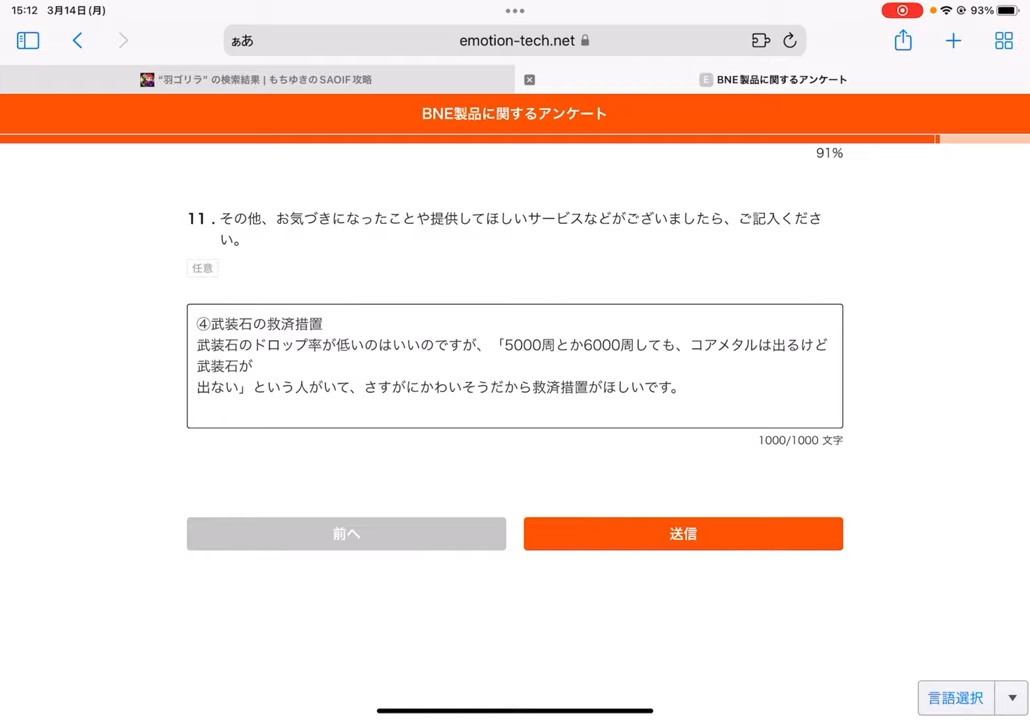 15:12 3月14日(月)
93%
ぁあ
emotion-tech.net
“羽ゴリラ” の検索結果 | もちゆきのSAOIF攻略
E BNE製品に関するアンケート
BNE製品に関するアンケート
91%
11．その他、お気づきになったことや提供してほしいサービスなどがございましたら、ご記入くださ
い。
任意
④武装石の救済措置
武装石のドロップ率が低いのはいいのですが、「5000周とか6000周しても、コアメタルは出るけど
武装石が
出ない」という人がいて、さすがにかわいそうだから救済措置がほしいです。
1000/1000 文字
前へ
送信
言語選択